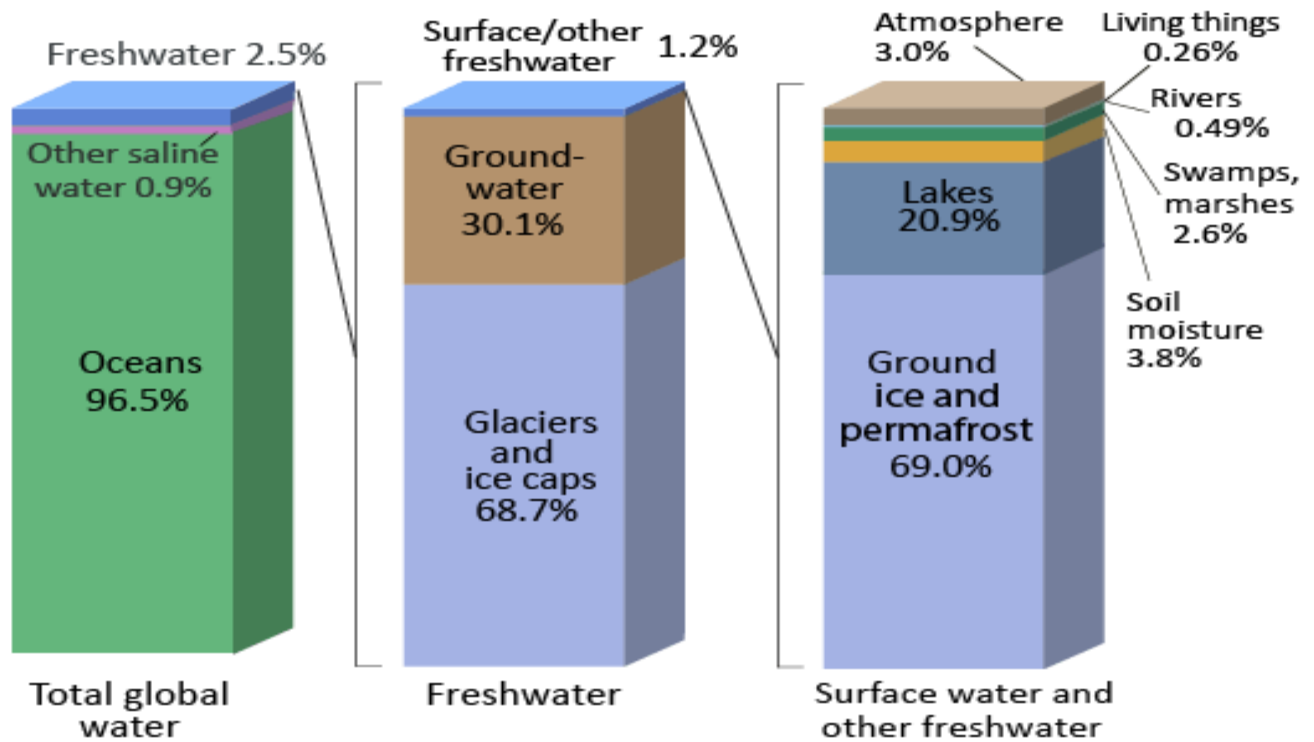 Freshwater 2.5%
Other saline
water 0.9%
Oceans
96.5%
Total global
water
Surface/other
freshwater
1.2%
Ground-
water
30.1%
Glaciers
and
ice caps
68.7%
Freshwater
Atmosphere
3.0%
Living things
0.26%
Rivers
0.49%
Swamps,
marshes
2.6%
Soil
moisture
3.8%
Lakes
20.9%
Ground
ice and
permafrost
69.0%
Surface water and
other freshwater